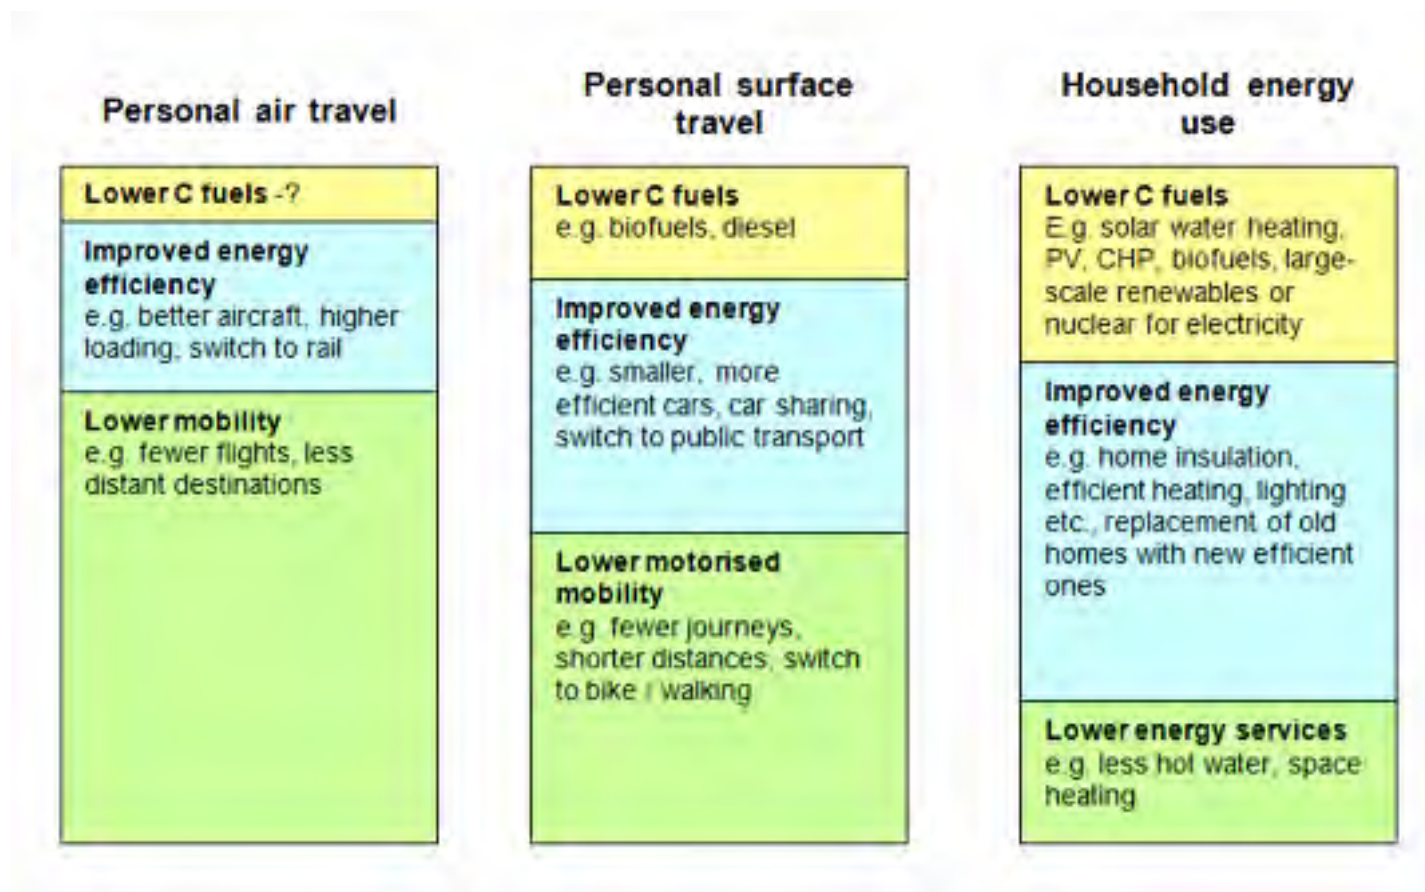 Personal air travel
Lower C fuels -?
Improved energy
efficiency
e.g. better aircraft, higher
loading, switch to rail
Lower mobility
e.g. fewer flights, less
distant destinations
Personal surface
travel
Lower C fuels
e.g. biofuels, diesel
Improved energy
efficiency
e.g. smaller, more
efficient cars, car sharing,
switch to public transport
Lower motorised
mobility
e.g. fewer journeys,
shorter distances, switch
to bike / walking
Household energy
use
Lower C fuels
E.g. solar water heating,
PV, CHP, biofuels, large-
scale renewables or
nuclear for electricity
Improved energy
efficiency
e.g. home insulation,
efficient heating, lighting
etc., replacement of old
homes with new efficient
ones
Lower energy services
e.g. less hot water, space
heating